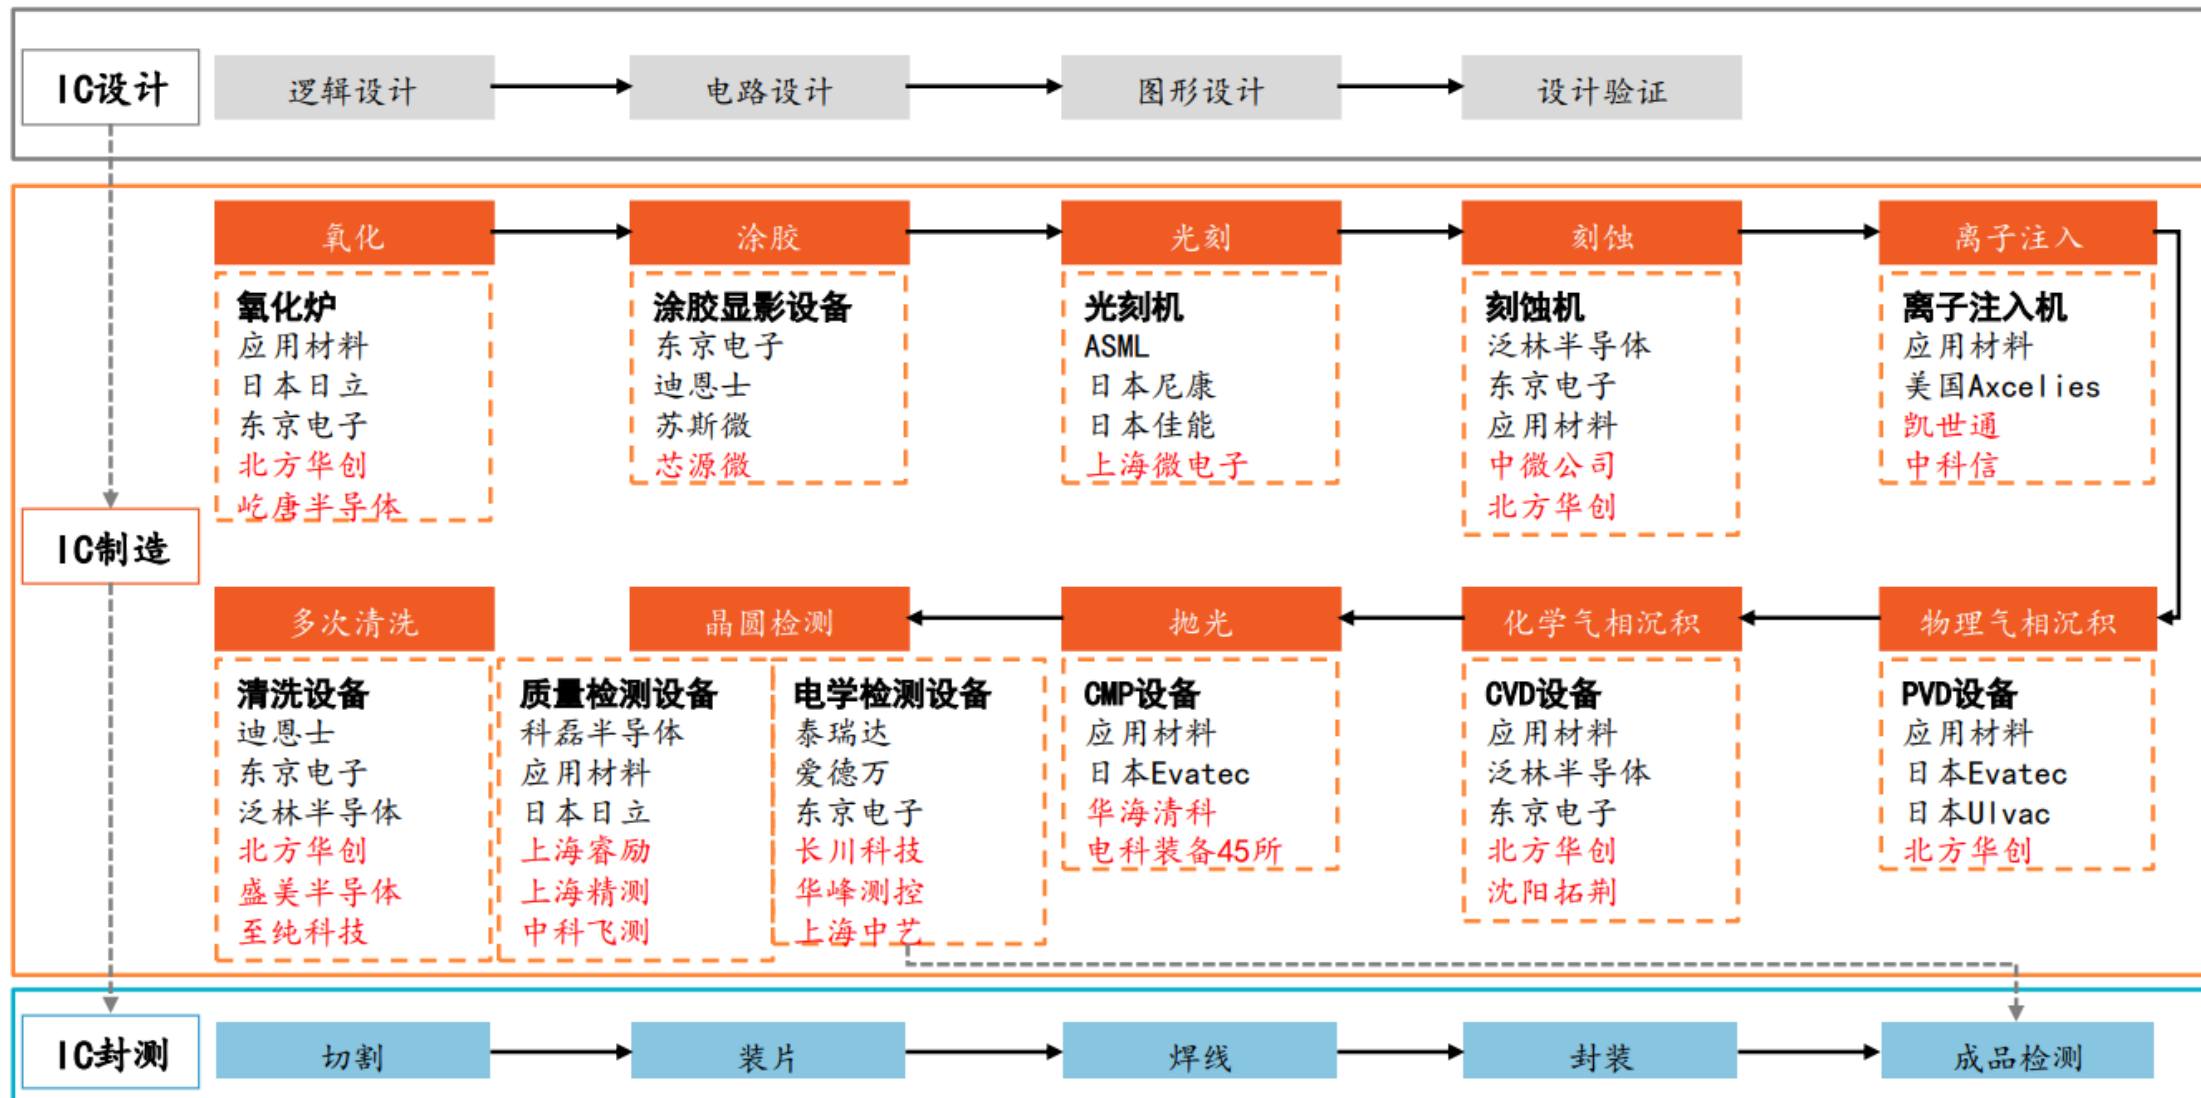 IC设计
逻辑设计
电路设计
图形设计
设计验证
IC制造
氧化
氧化炉
应用材料
日本日立
东京电子
北方华创
屹唐半导体
涂胶
涂胶显影设备
东京电子
迪恩士
苏斯微
芯源微
光刻
光刻机
ASML
日本尼康
日本佳能
上海微电子
刻蚀
刻蚀机
泛林半导体
东京电子
应用材料
中微公司
北方华创
离子注入
离子注入机
应用材料
美国Axcelies
凯世通
中科信
多次清洗
清洗设备
迪恩士
东京电子
泛林半导体
北方华创
盛美半导体
至纯科技
晶圆检测
质量检测设备
科磊半导体
应用材料
日本日立
上海睿励
上海精测
中科飞测
电学检测设备
泰瑞达
爱德万
东京电子
长川科技
华峰测控
上海中艺
抛光
CMP设备
应用材料
日本Evatec
华海清科
电科装备45所
化学气相沉积
CVD设备
应用材料
泛林半导体
东京电子
北方华创
沈阳拓荆
物理气相沉积
PVD设备
应用材料
日本Evatec
日本Ulvac
北方华创
IC封测
切割
装片
焊线
封装
成品检测